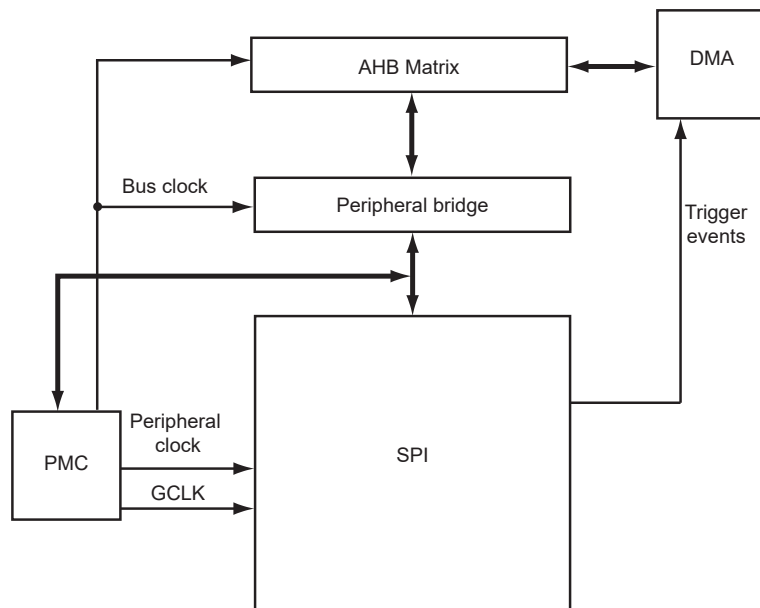 AHB Matrix
DMA
Bus clock
Peripheral bridge
Trigger
events
Peripheral
clock
PMC
SPI
GCLK